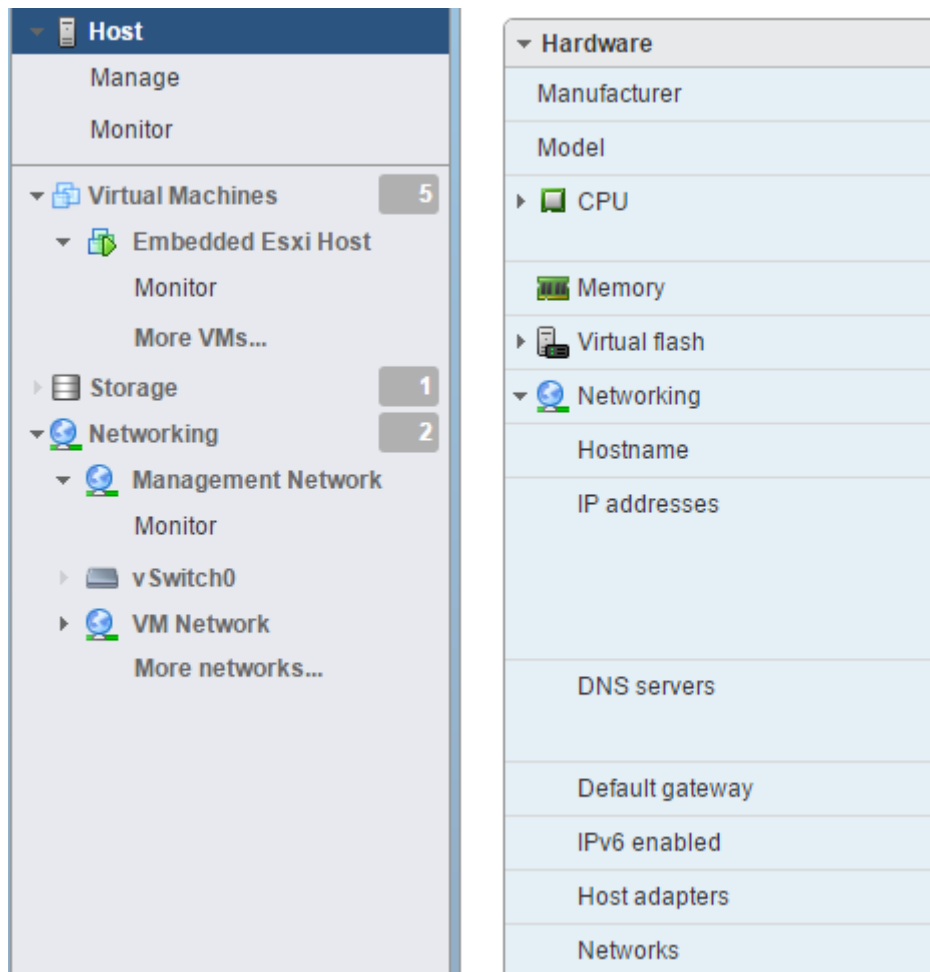 Host
Manage
Monitor
Virtual Machines 5
Embedded Esxi Host
Monitor
More VMs...
Storage 1
Networking 2
Management Network
Monitor
vSwitch0
VM Network
More networks...
Hardware
Manufacturer
Model
CPU
Memory
Virtual flash
Networking
Hostname
IP addresses
DNS servers
Default gateway
IPv6 enabled
Host adapters
Networks